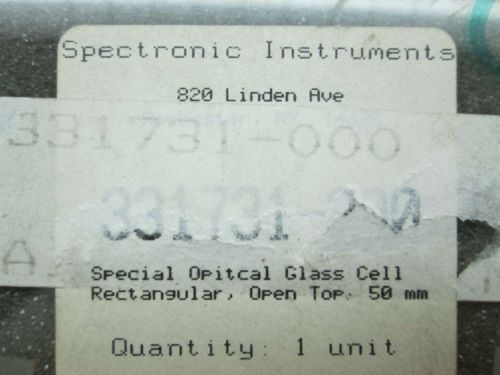 Spectronic Instruments
820 Linden Ave
331731-000
331731-
Special Opitcal Glass Cell
Rectangular, Open Top, 50 mm
Quantity: 1 unit